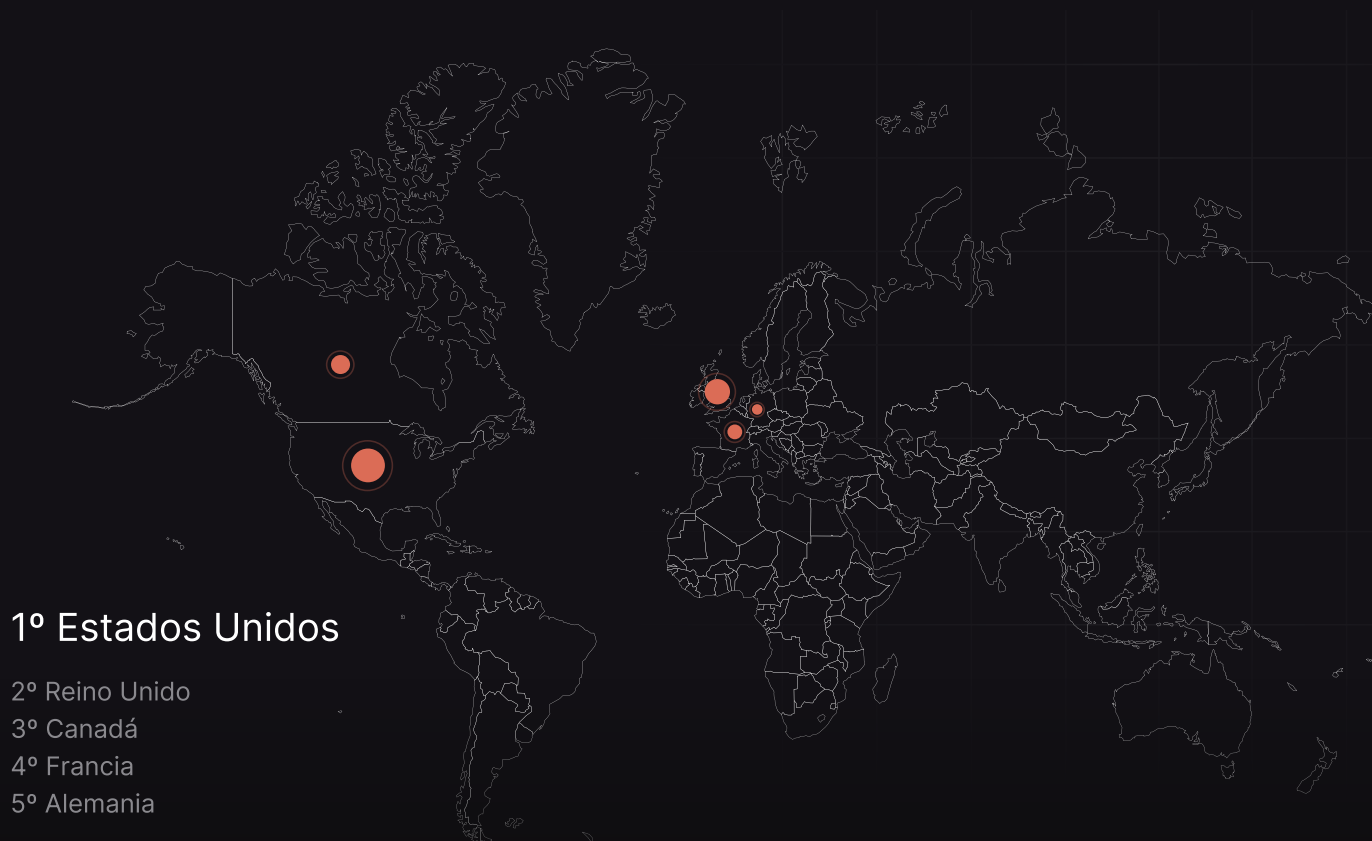 1º Estados Unidos
2º Reino Unido
3º Canadá
4º Francia
5º Alemania